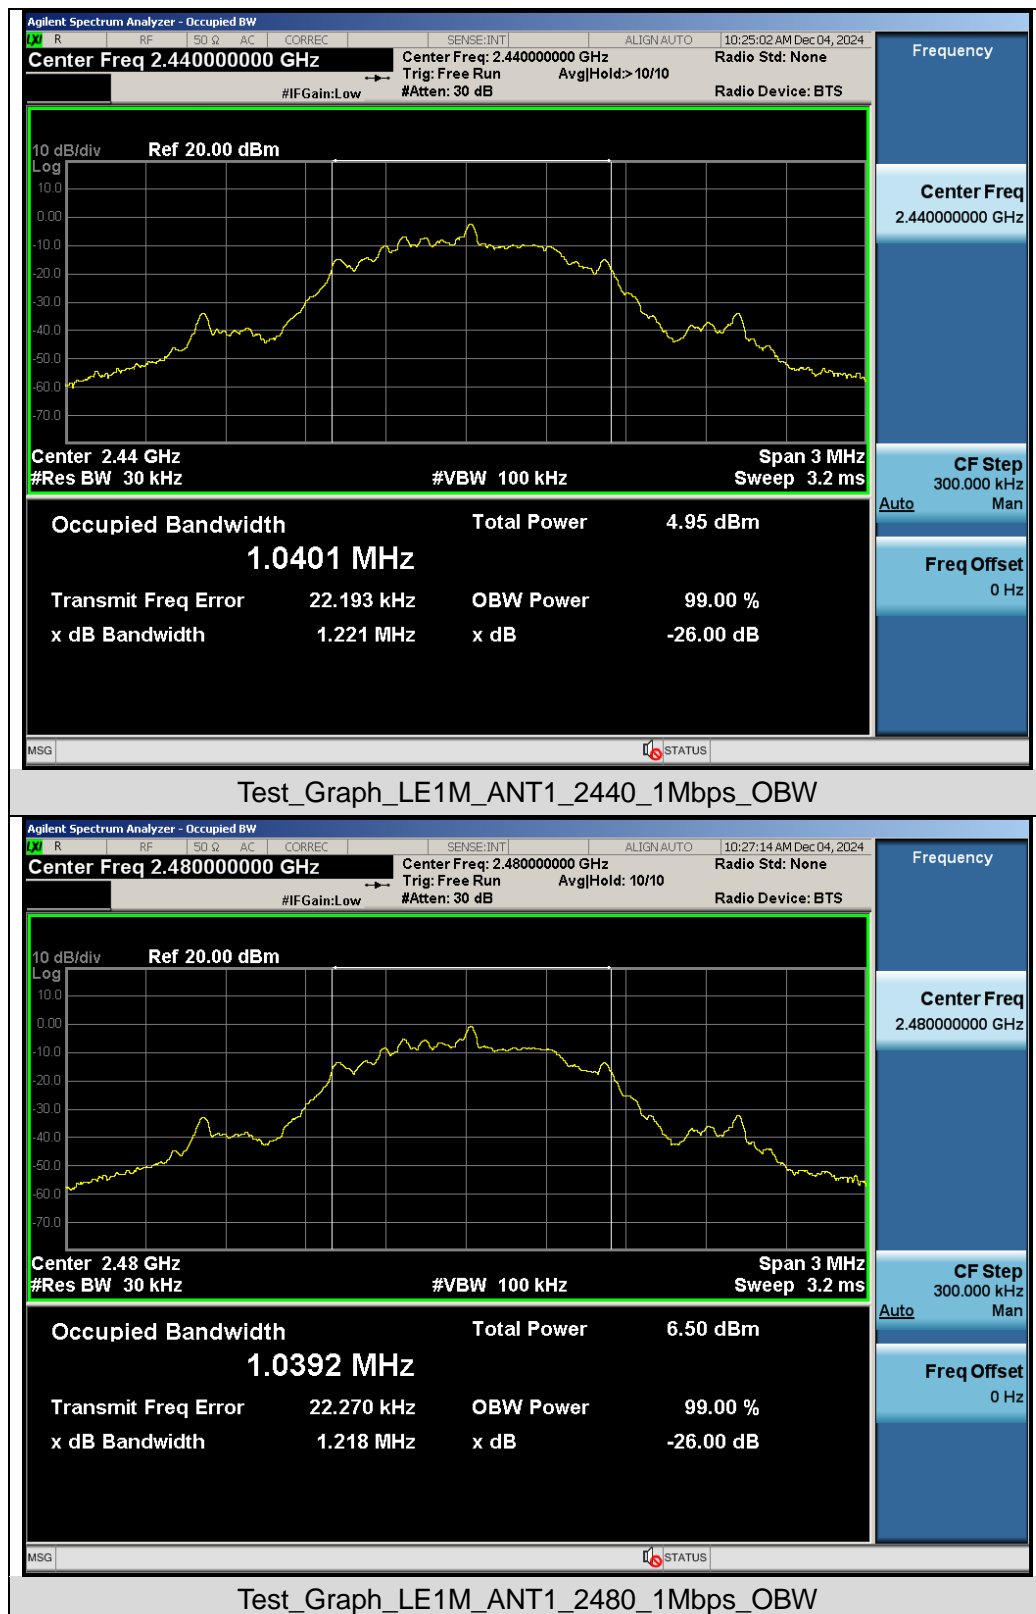 Agilent Spectrum Analyzer - Occupied BW
LXI R RF 50 Ω AC CORREC SENSE:INT ALIGN AUTO 10:25:02 AM Dec 04, 2024
Center Freq 2.440000000 GHz
Center Freq: 2.440000000 GHz Radio Std: None
Trig: Free Run Avg|Hold:> 10/10
#IFGain:Low #Atten: 30 dB Radio Device: BTS
Frequency
10 dB/div Ref 20.00 dBm
Log
10.0
0.00
-10.0
-20.0
-30.0
-40.0
-50.0
-60.0
-70.0
Center 2.44 GHz Span 3 MHz
#Res BW 30 kHz #VBW 100 kHz Sweep 3.2 ms
Center Freq
2.440000000 GHz
CF Step
300.000 kHz
Auto Man
Freq Offset
0 Hz
Occupied Bandwidth Total Power 4.95 dBm
1.0401 MHz
Transmit Freq Error 22.193 kHz OBW Power 99.00 %
x dB Bandwidth 1.221 MHz x dB -26.00 dB
MSG STATUS
Test_Graph_LE1M_ANT1_2440_1Mbps_OBW
Agilent Spectrum Analyzer - Occupied BW
LXI R RF 50 Ω AC CORREC SENSE:INT ALIGN AUTO 10:27:14 AM Dec 04, 2024
Center Freq 2.480000000 GHz
Center Freq: 2.480000000 GHz Radio Std: None
Trig: Free Run Avg|Hold: 10/10
#IFGain:Low #Atten: 30 dB Radio Device: BTS
Frequency
10 dB/div Ref 20.00 dBm
Log
10.0
0.00
-10.0
-20.0
-30.0
-40.0
-50.0
-60.0
-70.0
Center 2.48 GHz Span 3 MHz
#Res BW 30 kHz #VBW 100 kHz Sweep 3.2 ms
Center Freq
2.480000000 GHz
CF Step
300.000 kHz
Auto Man
Freq Offset
0 Hz
Occupied Bandwidth Total Power 6.50 dBm
1.0392 MHz
Transmit Freq Error 22.270 kHz OBW Power 99.00 %
x dB Bandwidth 1.218 MHz x dB -26.00 dB
MSG STATUS
Test_Graph_LE1M_ANT1_2480_1Mbps_OBW